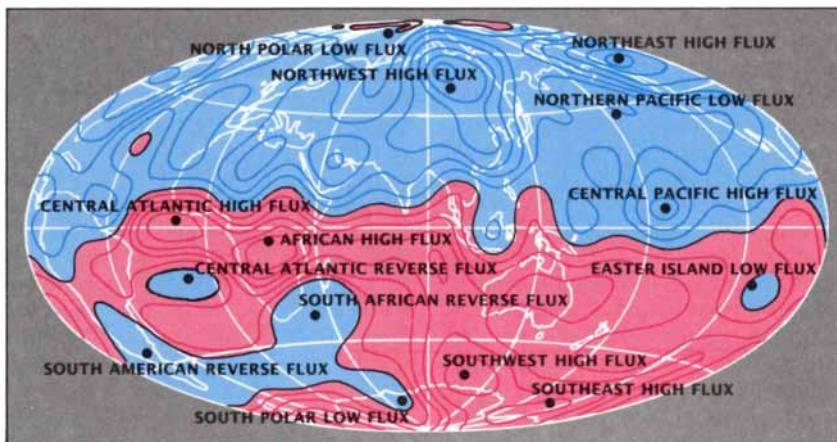 NORTH POLAR LOW FLUX
NORTHEAST HIGH FLUX
NORTHWEST HIGH FLUX
NORTHERN PACIFIC LOW FLUX
CENTRAL ATLANTIC HIGH FLUX
CENTRAL PACIFIC HIGH FLUX
AFRICAN HIGH FLUX
CENTRAL ATLANTIC REVERSE FLUX
EASTER ISLAND LOW FLUX
SOUTH AFRICAN REVERSE FLUX
SOUTH AMERICAN REVERSE FLUX
SOUTHWEST HIGH FLUX
SOUTHEAST HIGH FLUX
SOUTH POLAR LOW FLUX